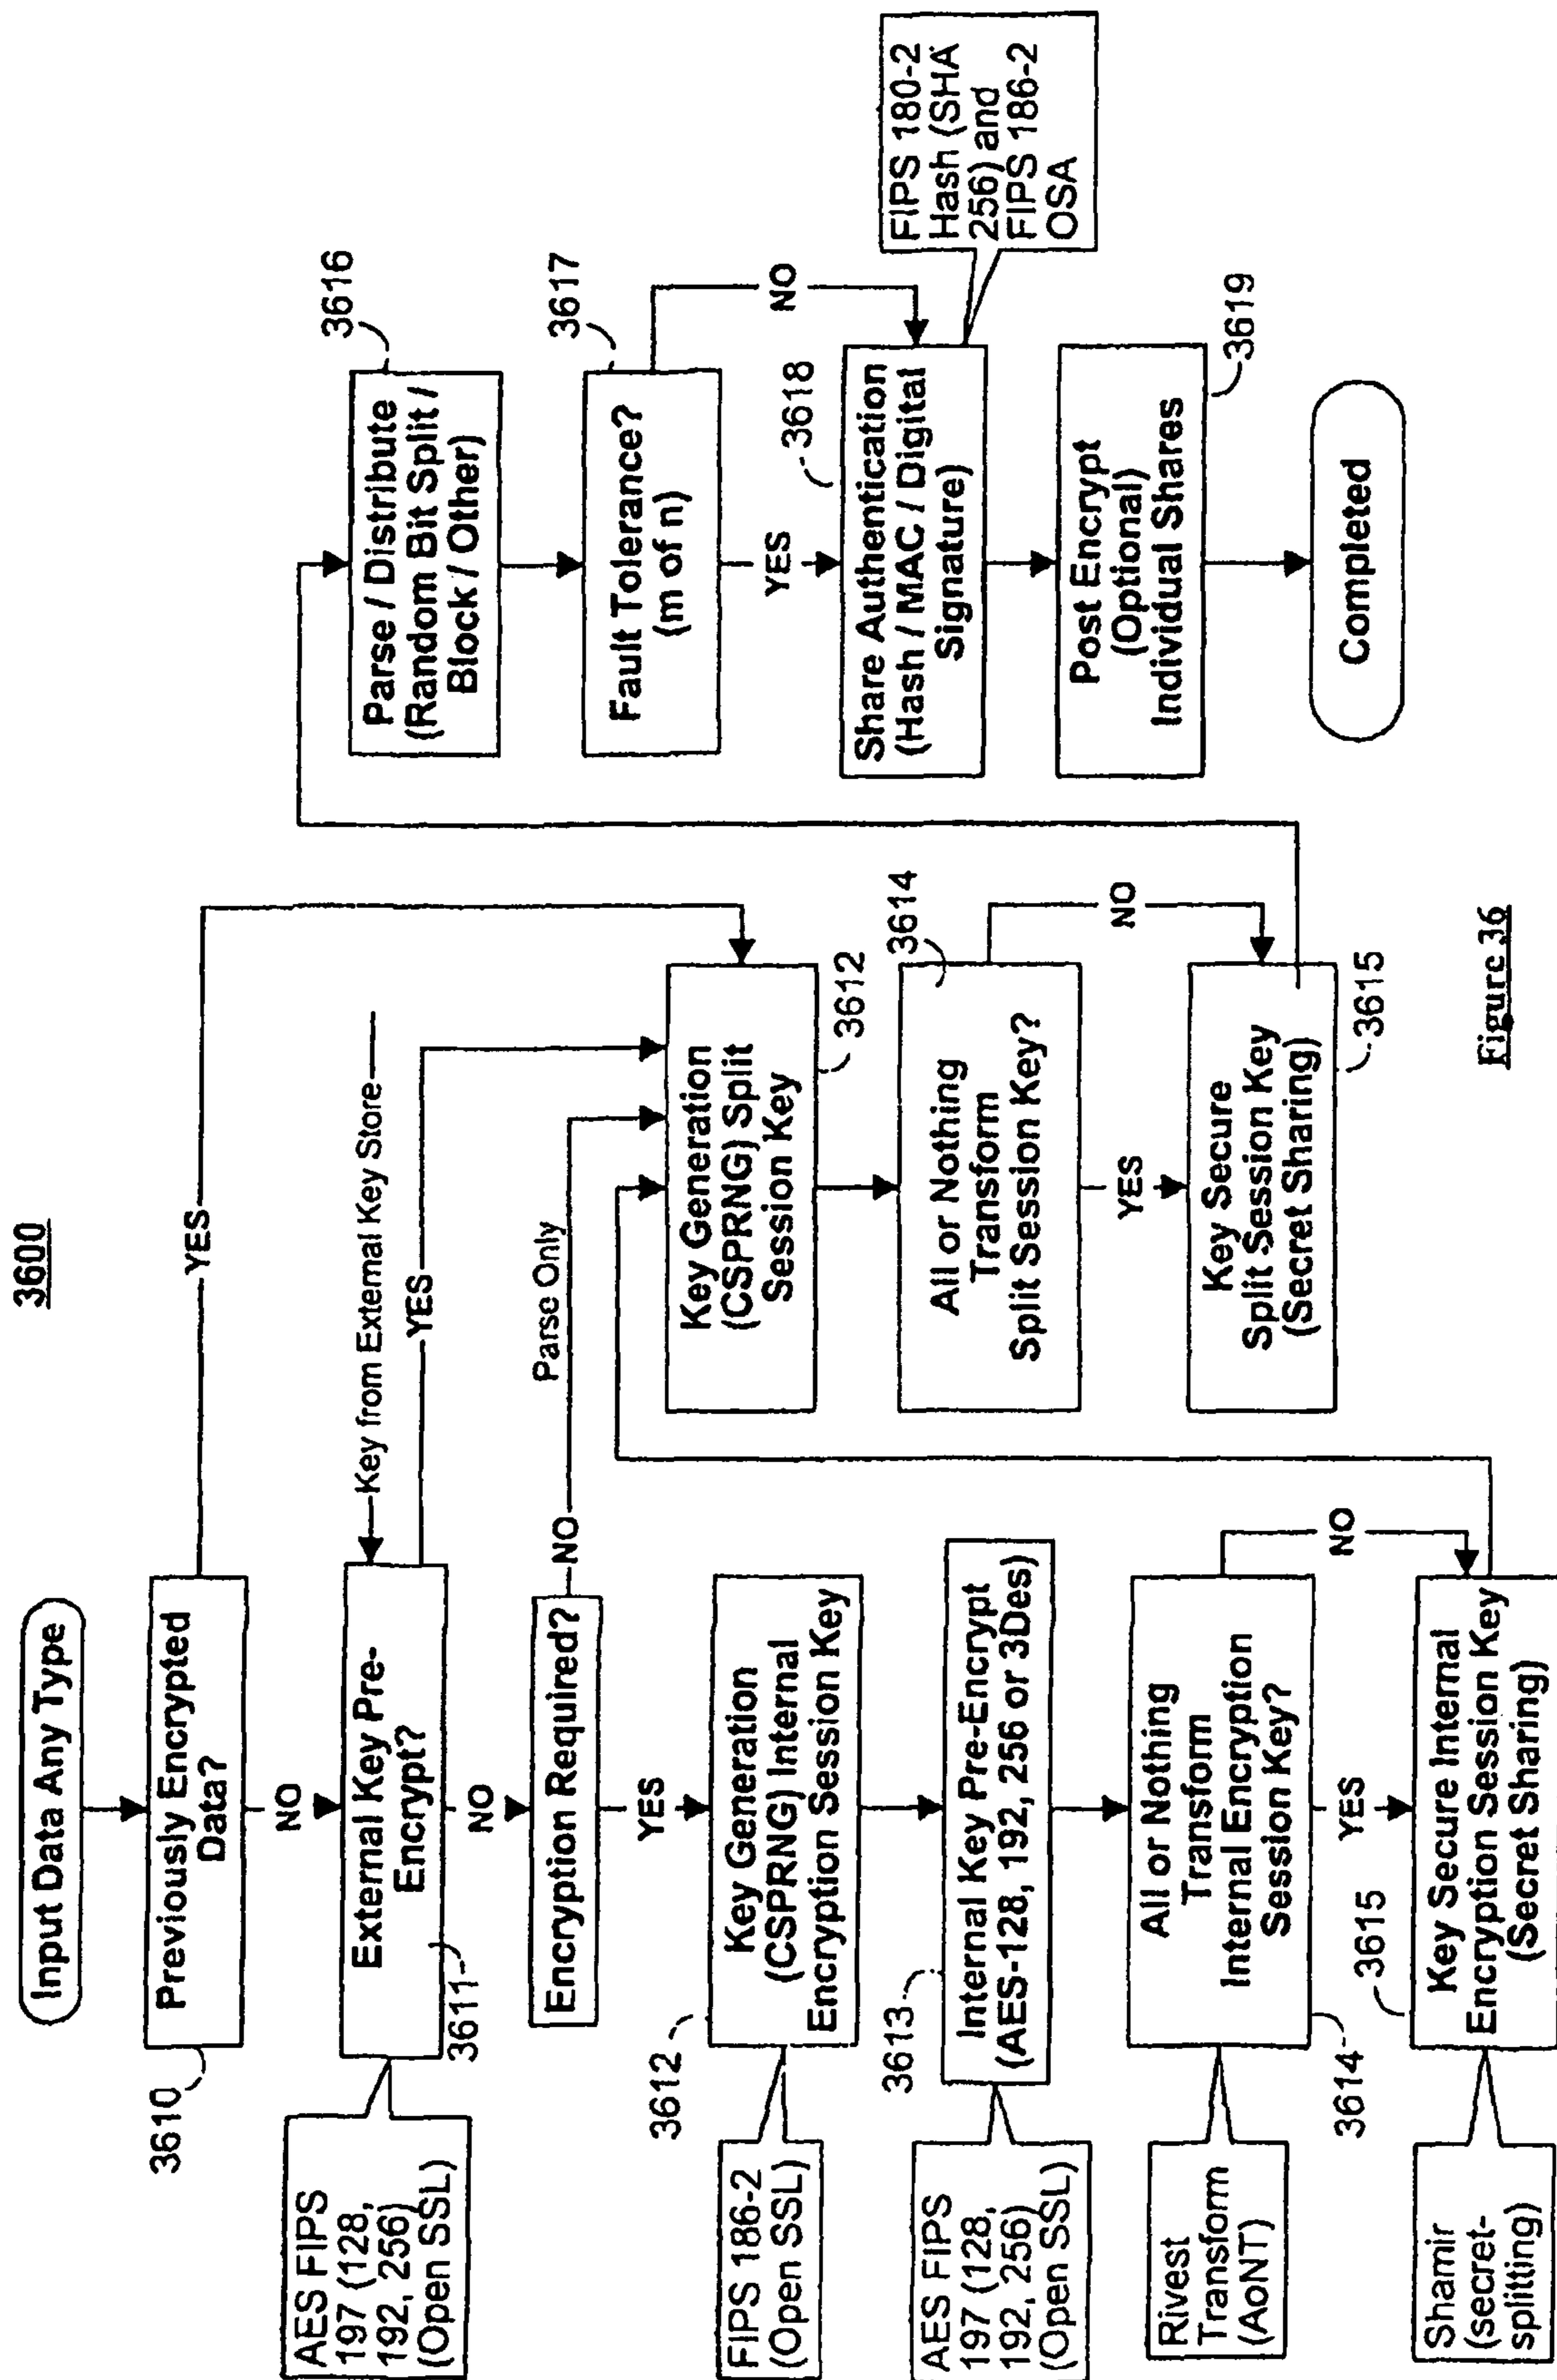 3600
Input Data Any Type
Previously Encrypted
Data?
3610
YES
NO
External Key Pre-
Encrypt?
3611
Key from External Key Store
AES FIPS
197 (128,
192, 256)
(Open SSL)
YES
NO
Encryption Required?
NO
Parse Only
YES
Key Generation
(CSPRNG) Internal
Encryption Session Key
3612
FIPS 186-2
(Open SSL)
Internal Key Pre-Encrypt
(AES-128, 192, 256 or 3Des)
3613
AES FIPS
197 (128,
192, 256)
(Open SSL)
All or Nothing
Transform
Internal Encryption
Session Key?
3614
Rivest
Transform
(AoNT)
NO
YES
Key Secure Internal
Encryption Session Key
(Secret Sharing)
3615
Shamir
(secret-
splitting)
Key Generation
(CSPRNG) Split
Session Key
3612
All or Nothing
Transform
Split Session Key?
3614
NO
YES
Key Secure
Split Session Key
(Secret Sharing)
3615
Parse / Distribute
(Random Bit Split /
Block / Other)
3616
Fault Tolerance?
(m of n)
3617
NO
YES
Share Authentication
(Hash / MAC / Digital
Signature)
3618
FIPS 180-2
Hash (SHA
256) and
FIPS 186-2
OSA
Post Encrypt
(Optional)
Individual Shares
3619
Completed
Figure 36